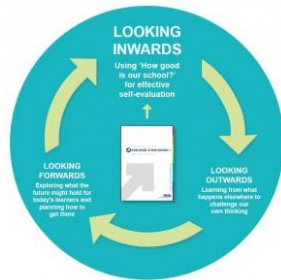 LOOKING
INWARDS
Using ‘How good
is our school?’
for effective
self-evaluation
LOOKING
FORWARDS
Exploring what the
future might hold for
today's learners and
planning how to
get there
LOOKING
OUTWARDS
Learning from what
happens elsewhere to
challenge our
own thinking